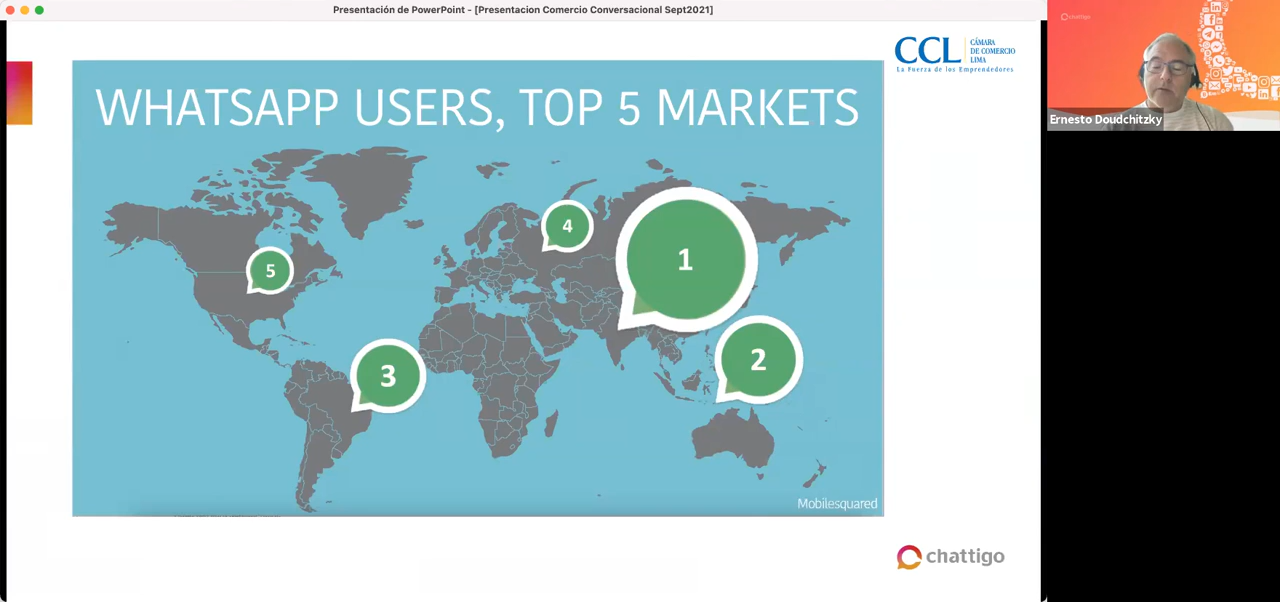 Presentación de PowerPoint - [Presentacion Comercio Conversacional Sept2021]
chattigo
CCL
CÁMARA
DE COMERCIO
LIMA
La Fuerza de los Emprendedores
WHATSAPP USERS, TOP 5 MARKETS
Ernesto Doudchitzky
4
1
5
2
3
Mobilesquared
chattigo